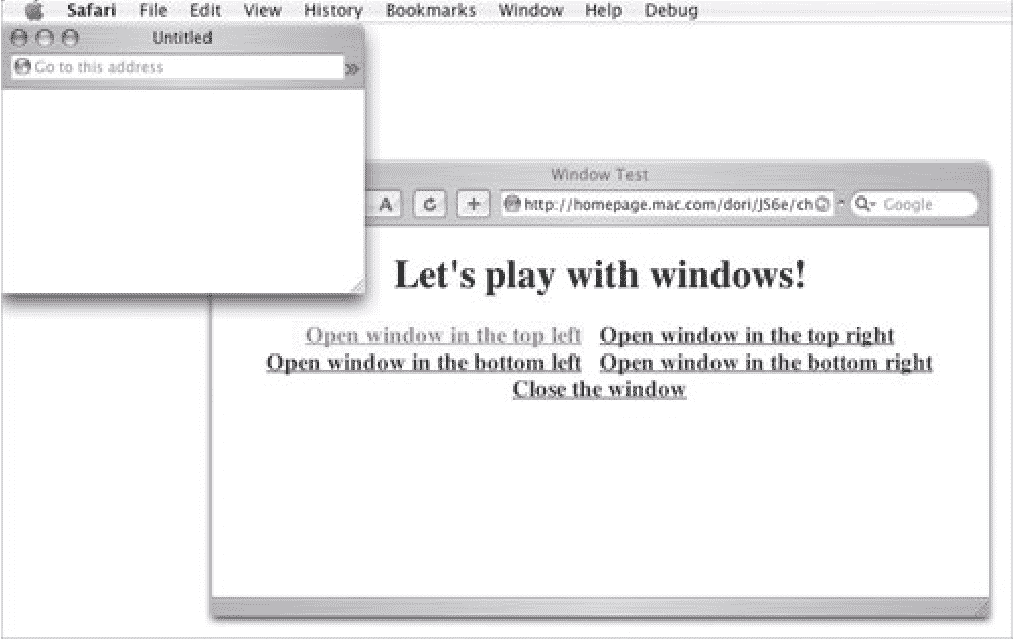 Safari File Edit View History Bookmarks Window Help Debug
Untitled
Go to this address
Window Test
A
http://homepage.mac.com/dori/JS6e/ch
Google
Let's play with windows!
Open window in the top left Open window in the top right
Open window in the bottom left Open window in the bottom right
Close the window